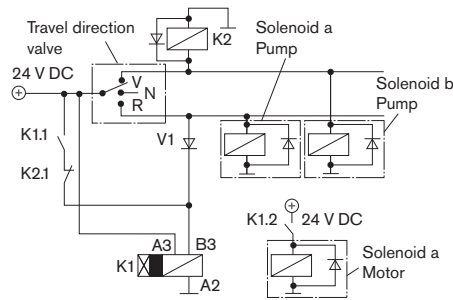 Travel direction
valve
24 V DC
K2
Solenoid a
Pump
Solenoid b
Pump
V
N
R
K1.1
K2.1
V1
A3
B3
K1
A2
K1.2
24 V DC
Solenoid a
Motor